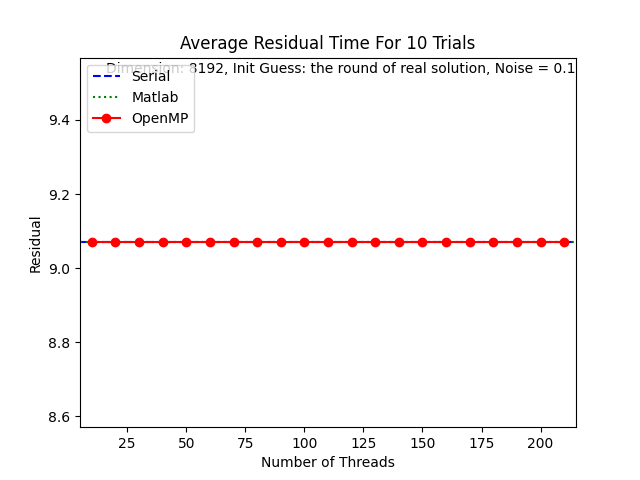 Average Residual Time For 10 Trials
Dimension: 8192, Init Guess: the round of real solution, Noise = 0.1
Serial
Matlab
OpenMP
9.4
9.2
9.0
8.8
8.6
Residual
25 50 75 100 125 150 175 200
Number of Threads